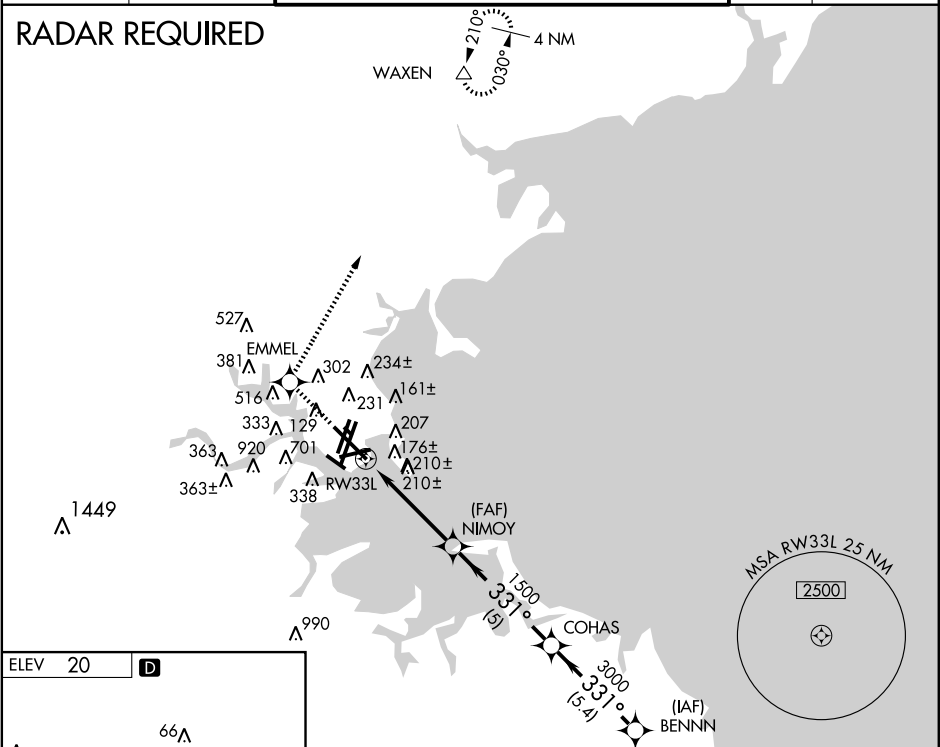 RADAR REQUIRED
210°
4 NM
030°
WAXEN
527
EMMEL
381
302
234±
516
231
161±
333
129
207
363
920
701
176±
210±
363±
338
RW33L
210±
1449
(FAF)
NIMOY
1500
331°
(5)
COHAS
990
3000
331°
(5.4)
(IAF)
BENNN
MSA RW33L 25 NM
2500
ELEV 20
D
66